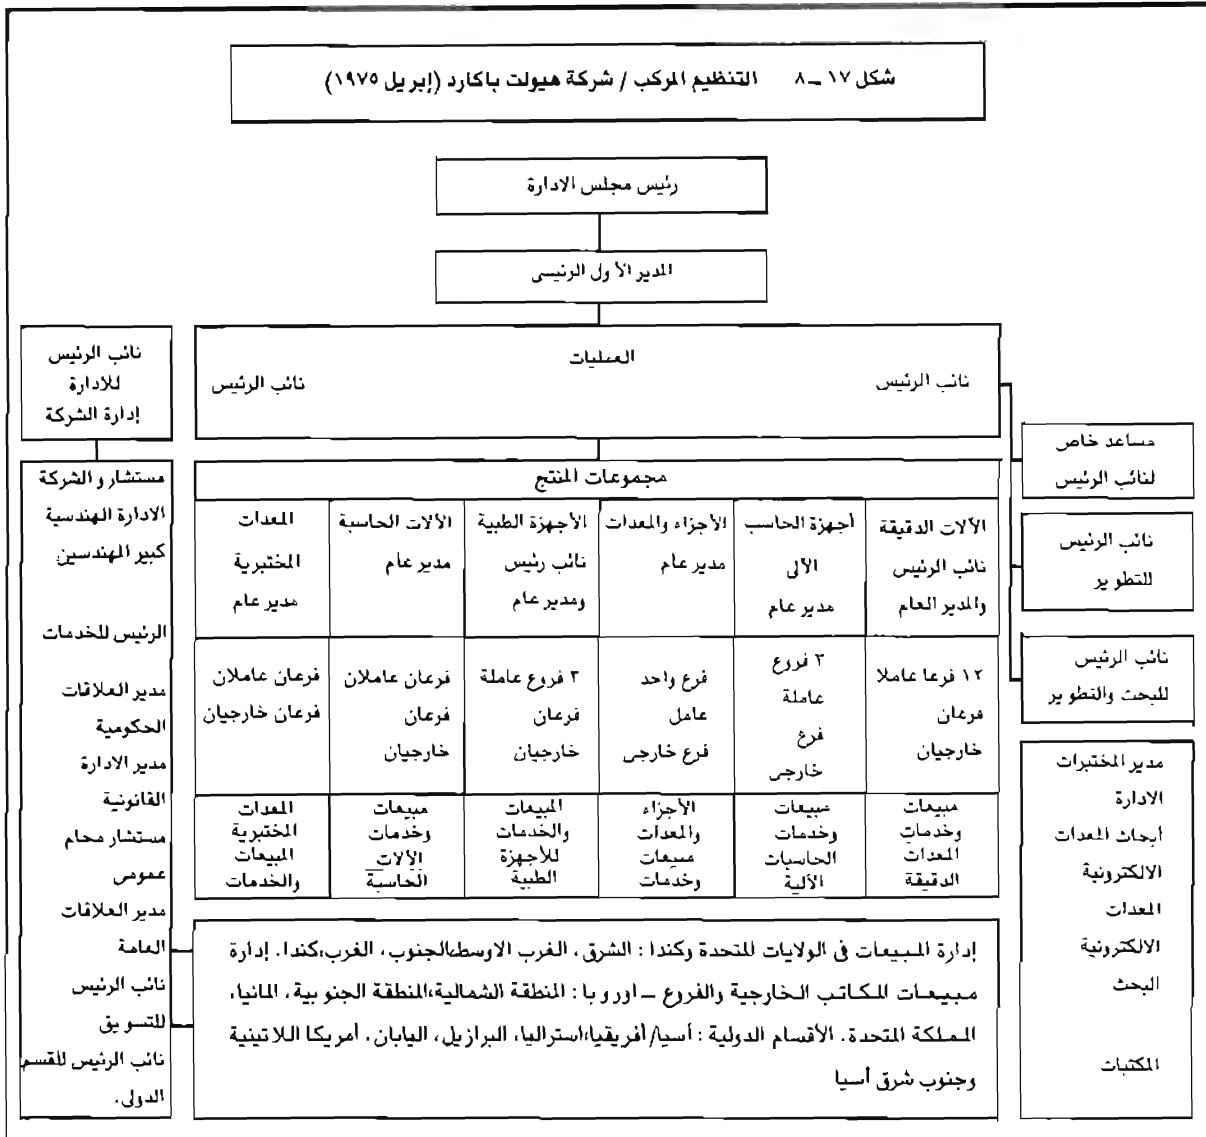 شكل ١٧ – ٨ التنظيم المركب / شركة هيولت باكارد (إبريل ١٩٧٥)
رئيس مجلس الادارة
المدير الأول الرئيسى
العمليات
نائب الرئيس
نائب الرئيس
مساعد خاص
لنائب الرئيس
نائب الرئيس
للتطوير
نائب الرئيس
للبحث والتطوير
مدير المختبرات
الادارة
أبحاث المعدات
الالكترونية
المعدات
الالكترونية
البحث
المكتبات
مجموعات المنتج
الآلات الدقيقة
نائب الرئيس
والمدير العام
١٢ فرعا عاملا
فرعان
خارجيان
مبيعات
وخدمات
المعدات
الدقيقة
أجهزة الحاسب
الآلى
مدير عام
٣ فروع
عاملة
فرع
خارجى
مبيعات
وخدمات
الحاسبات
الآلية
الأجزاء والمعدات
مدير عام
فرع واحد
عامل
فرع خارجى
الأجزاء
والمعدات
مبيعات
وخدمات
الأجهزة الطبية
نائب رئيس
ومدير عام
٣ فروع عاملة
فرعان
خارجيان
المبيعات
والخدمات
للأجهزة
الطبية
الآلات الحاسبة
مدير عام
فرعان عاملان
فرعان
خارجيان
مبيعات
وخدمات
الآلات
الحاسبة
المعدات
المختبرية
مدير عام
فرعان عاملان
فرعان خارجيان
المعدات
المختبرية
المبيعات
والخدمات
إدارة المبيعات فى الولايات المتحدة وكندا : الشرق، الغرب الاوسط،الجنوب، الغرب،كندا. إدارة
مبيعات المكاتب الخارجية والفروع – اوروبا : المنطقة الشمالية،المنطقة الجنوبية، المانيا،
المملكة المتحدة. الأقسام الدولية : أسيا/أفريقيا،استراليا، البرازيل، اليابان. أمريكا اللاتينية
وجنوب شرق أسيا
نائب الرئيس
للادارة
إدارة الشركة
مستشارو الشركة
الادارة الهندسية
كبير المهندسين
الرئيس للخدمات
مدير العلاقات
الحكومية
مدير الادارة
القانونية
مستشار محام
عمومى
مدير العلاقات
العامة
نائب الرئيس
للتسويق
نائب الرئيس للقسم
الدولى.